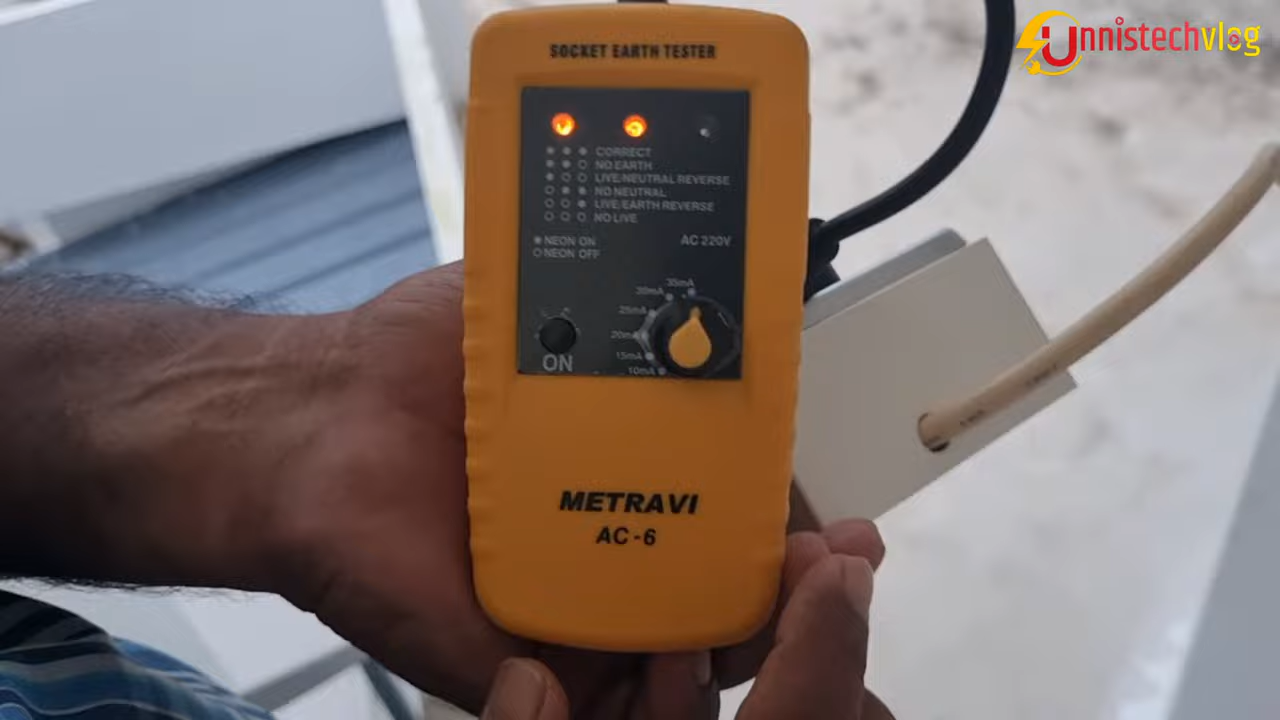 Unnistechvlog
SOCKET EARTH TESTER
CORRECT
NO EARTH
LIVE/NEUTRAL REVERSE
NO NEUTRAL
LIVE/EARTH REVERSE
NO LIVE
NEON ON
AC 220V
NEON OFF
35mA
30mA
25mA
20mA
15mA
10mA
ON
METRAVI
AC-6